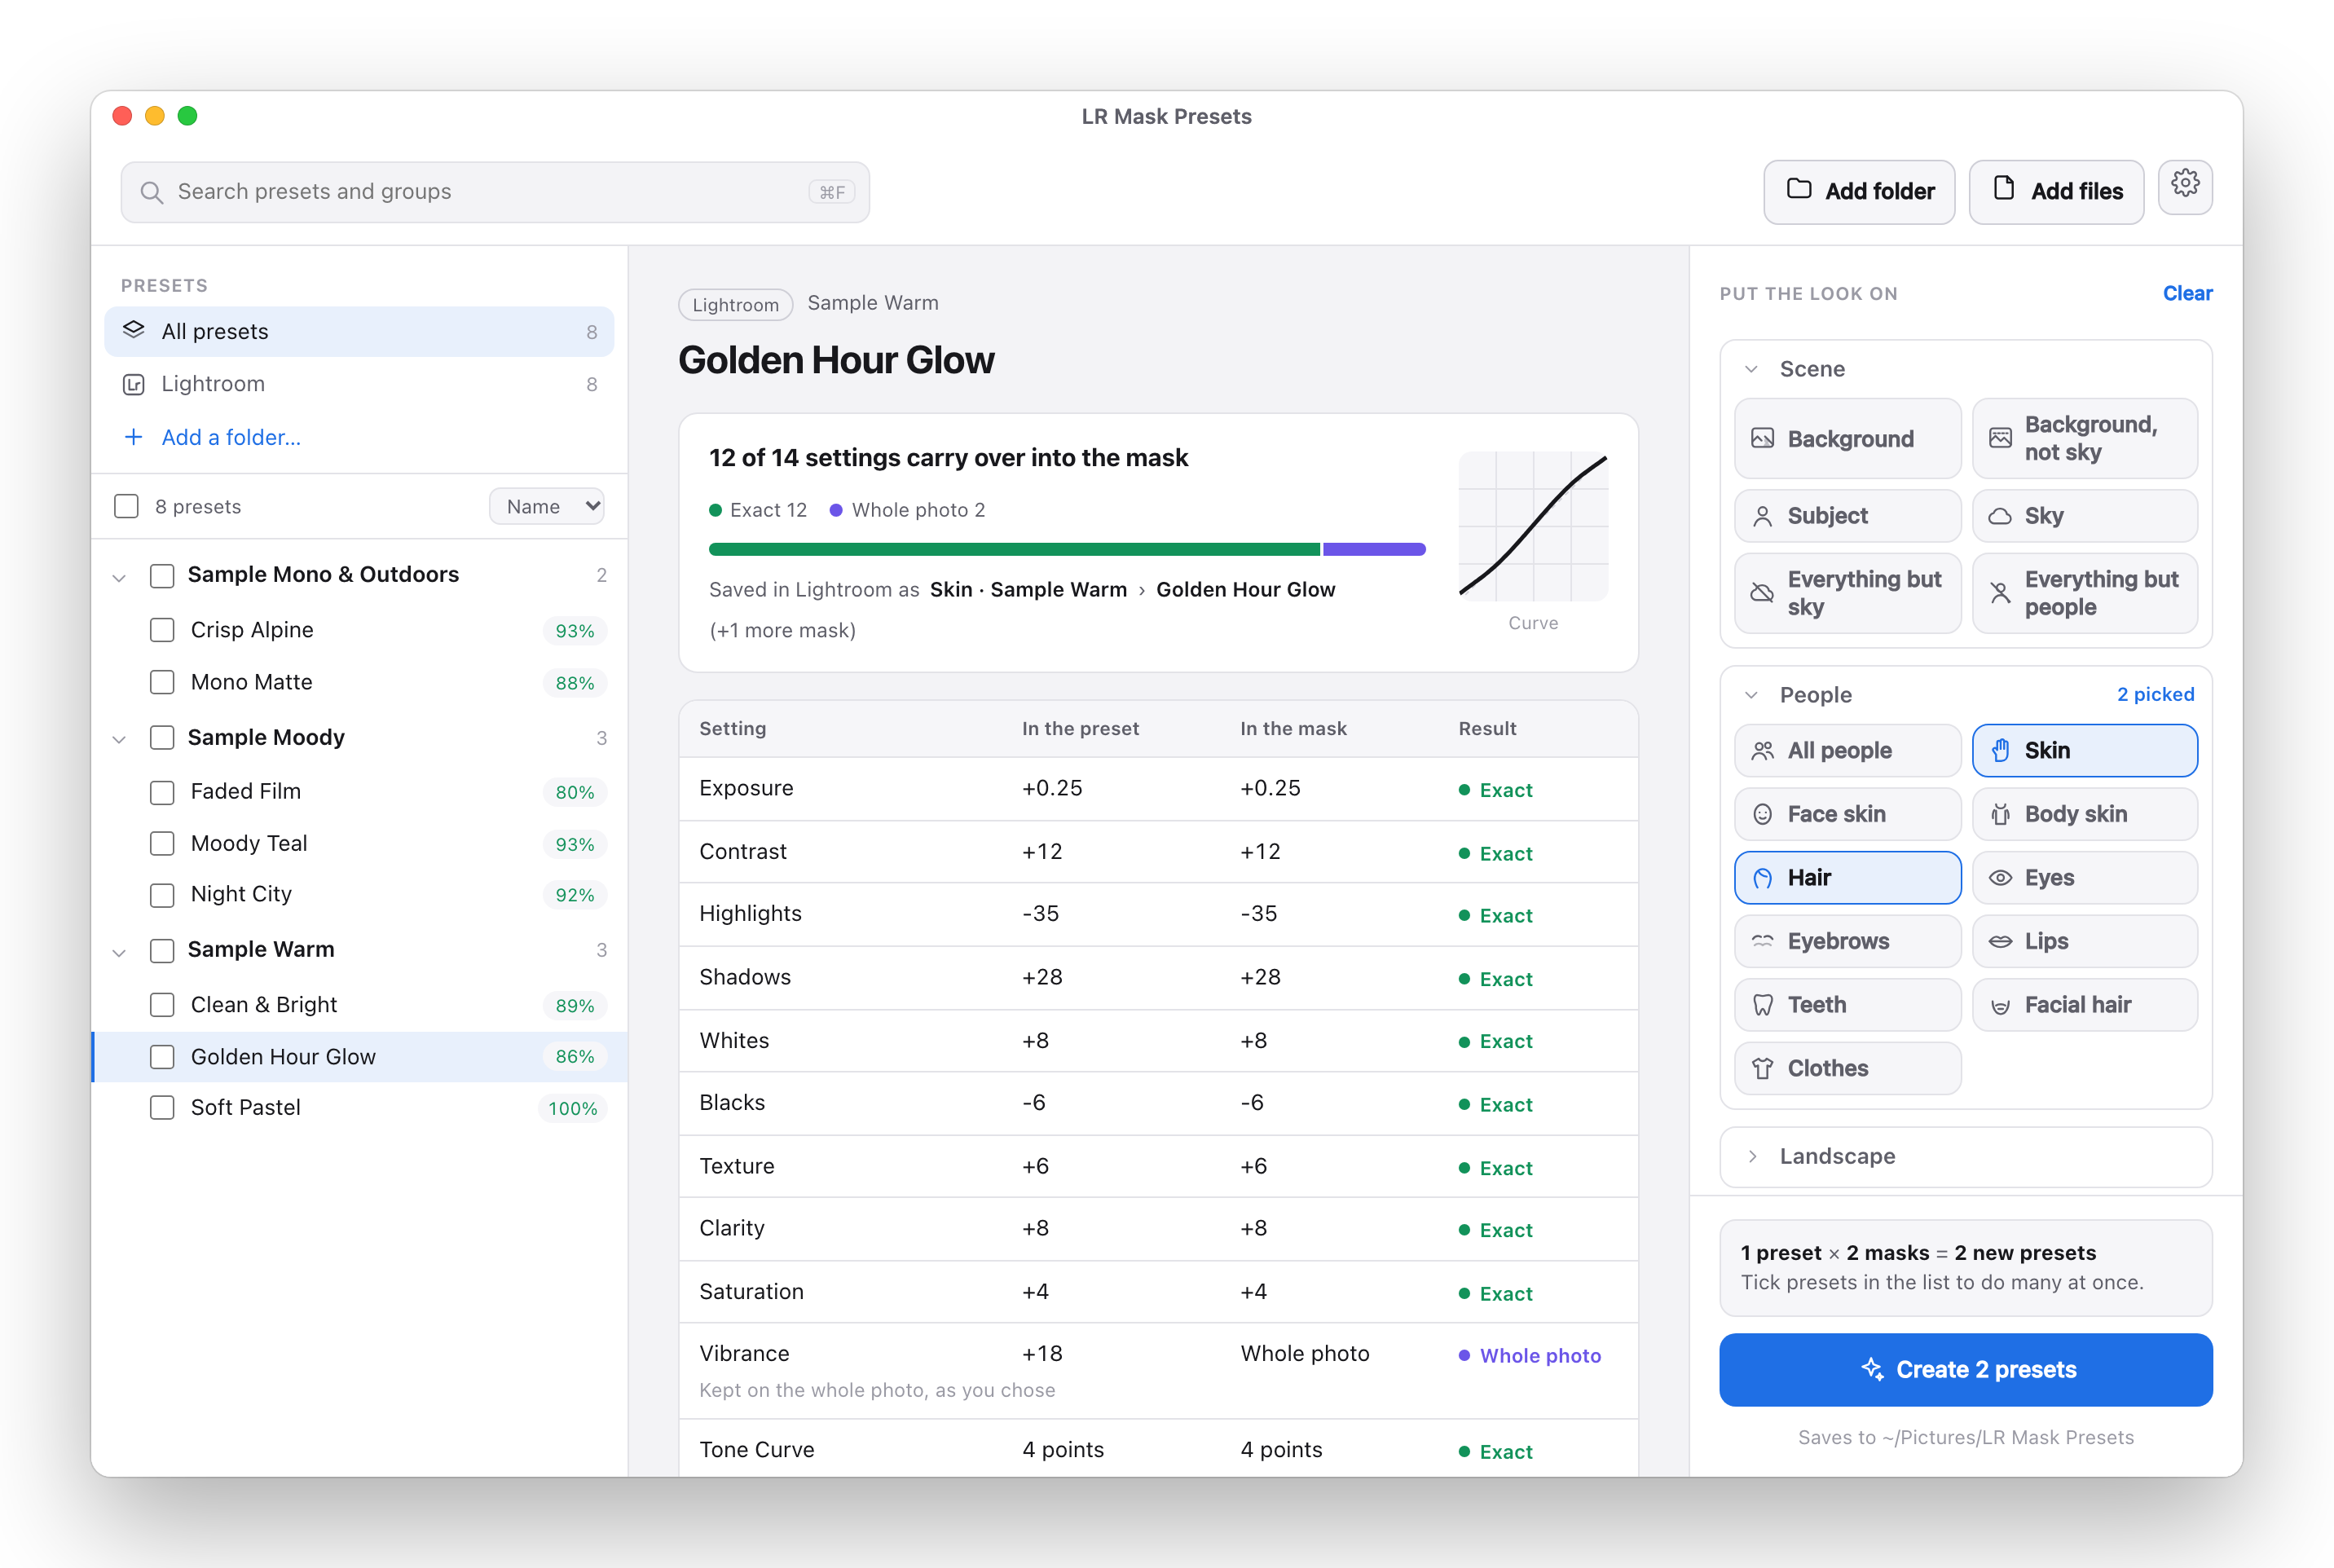 LR Mask Presets
Search presets and groups ⌘F
Add folder
Add files
PRESETS
All presets 8
Lr Lightroom 8
+ Add a folder...
8 presets Name
Sample Mono & Outdoors 2
Crisp Alpine 93%
Mono Matte 88%
Sample Moody 3
Faded Film 80%
Moody Teal 93%
Night City 92%
Sample Warm 3
Clean & Bright 89%
Golden Hour Glow 86%
Soft Pastel 100%
Lightroom Sample Warm
Golden Hour Glow
12 of 14 settings carry over into the mask
Exact 12 Whole photo 2
Saved in Lightroom as Skin · Sample Warm › Golden Hour Glow
(+1 more mask)
Curve
Setting In the preset In the mask Result
Exposure +0.25 +0.25 Exact
Contrast +12 +12 Exact
Highlights -35 -35 Exact
Shadows +28 +28 Exact
Whites +8 +8 Exact
Blacks -6 -6 Exact
Texture +6 +6 Exact
Clarity +8 +8 Exact
Saturation +4 +4 Exact
Vibrance +18 Whole photo Whole photo
Kept on the whole photo, as you chose
Tone Curve 4 points 4 points Exact
PUT THE LOOK ON Clear
Scene
Background
Background,
not sky
Subject
Sky
Everything but
sky
Everything but
people
People 2 picked
All people
Skin
Face skin
Body skin
Hair
Eyes
Eyebrows
Lips
Teeth
Facial hair
Clothes
Landscape
1 preset × 2 masks = 2 new presets
Tick presets in the list to do many at once.
Create 2 presets
Saves to ~/Pictures/LR Mask Presets